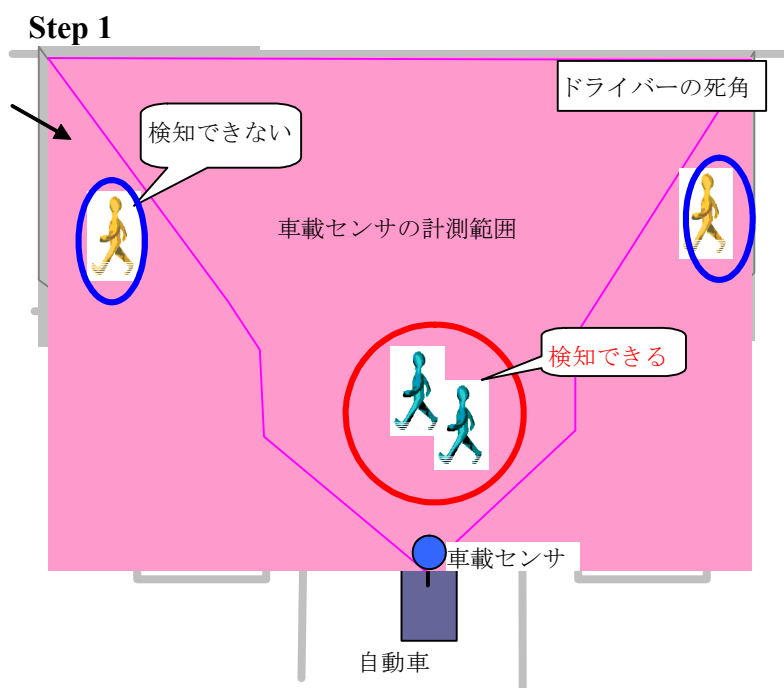 Step 1
ドライバーの死角
検知できない
車載センサの計測範囲
検知できる
車載センサ
自動車